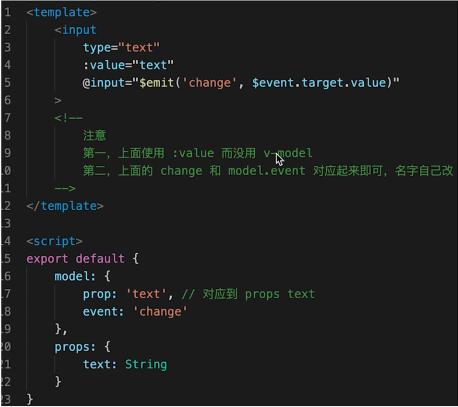 1 <template>
2 <input
3 type="text"
4 :value="text"
5 @input="$emit('change', $event.target.value)"
6 >
7 <!--
8 注意
9 第一，上面使用 :value 而没用 v-model
10 第二，上面的 change 和 model.event 对应起来即可，名字自己改
11 -->
12 </template>
13
14 <script>
15 export default {
16 model: {
17 prop: 'text', // 对应到 props text
18 event: 'change'
19 },
20 props: {
21 text: String
22 }
23 }